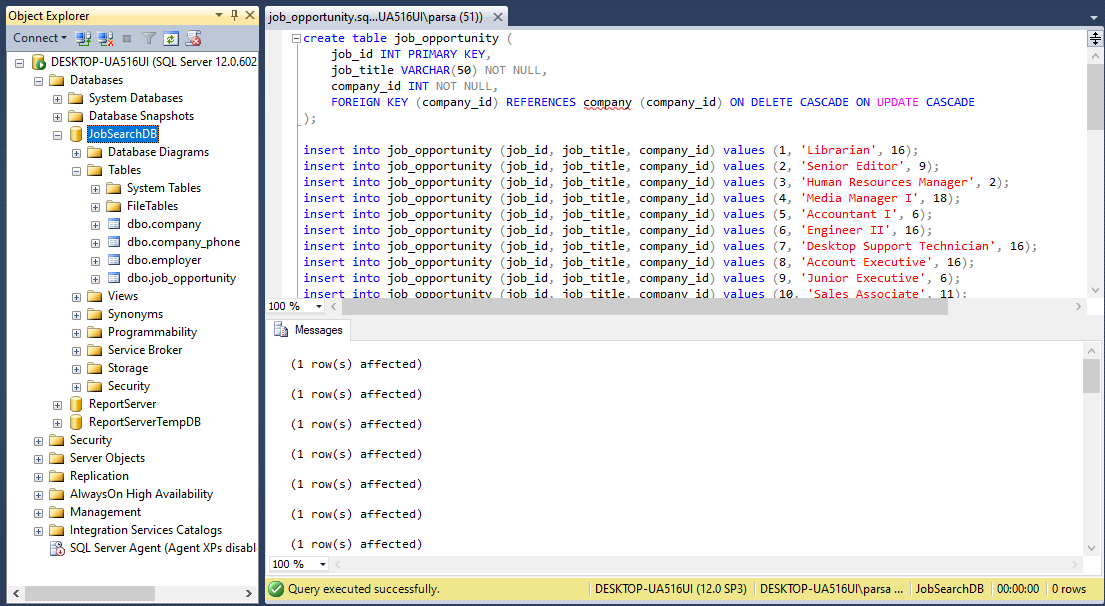 Object Explorer
Connect
DESKTOP-UA516UI (SQL Server 12.0.602
Databases
System Databases
Database Snapshots
JobSearchDB
Database Diagrams
Tables
System Tables
FileTables
dbo.company
dbo.company_phone
dbo.employer
dbo.job_opportunity
Views
Synonyms
Programmability
Service Broker
Storage
Security
ReportServer
ReportServerTempDB
Security
Server Objects
Replication
AlwaysOn High Availability
Management
Integration Services Catalogs
SQL Server Agent (Agent XPs disabl
job_opportunity.sq...UA516UI\parsa (51))
create table job_opportunity (
job_id INT PRIMARY KEY,
job_title VARCHAR(50) NOT NULL,
company_id INT NOT NULL,
FOREIGN KEY (company_id) REFERENCES company (company_id) ON DELETE CASCADE ON UPDATE CASCADE
);
insert into job_opportunity (job_id, job_title, company_id) values (1, 'Librarian', 16);
insert into job_opportunity (job_id, job_title, company_id) values (2, 'Senior Editor', 9);
insert into job_opportunity (job_id, job_title, company_id) values (3, 'Human Resources Manager', 2);
insert into job_opportunity (job_id, job_title, company_id) values (4, 'Media Manager I', 18);
insert into job_opportunity (job_id, job_title, company_id) values (5, 'Accountant I', 6);
insert into job_opportunity (job_id, job_title, company_id) values (6, 'Engineer II', 16);
insert into job_opportunity (job_id, job_title, company_id) values (7, 'Desktop Support Technician', 16);
insert into job_opportunity (job_id, job_title, company_id) values (8, 'Account Executive', 16);
insert into job_opportunity (job_id, job_title, company_id) values (9, 'Junior Executive', 6);
insert into job_opportunity (job_id, job_title, company_id) values (10, 'Sales Associate', 11);
100 %
Messages
(1 row(s) affected)
(1 row(s) affected)
(1 row(s) affected)
(1 row(s) affected)
(1 row(s) affected)
(1 row(s) affected)
(1 row(s) affected)
100 %
Query executed successfully. DESKTOP-UA516UI (12.0 SP3) DESKTOP-UA516UI\parsa ... JobSearchDB 00:00:00 0 rows